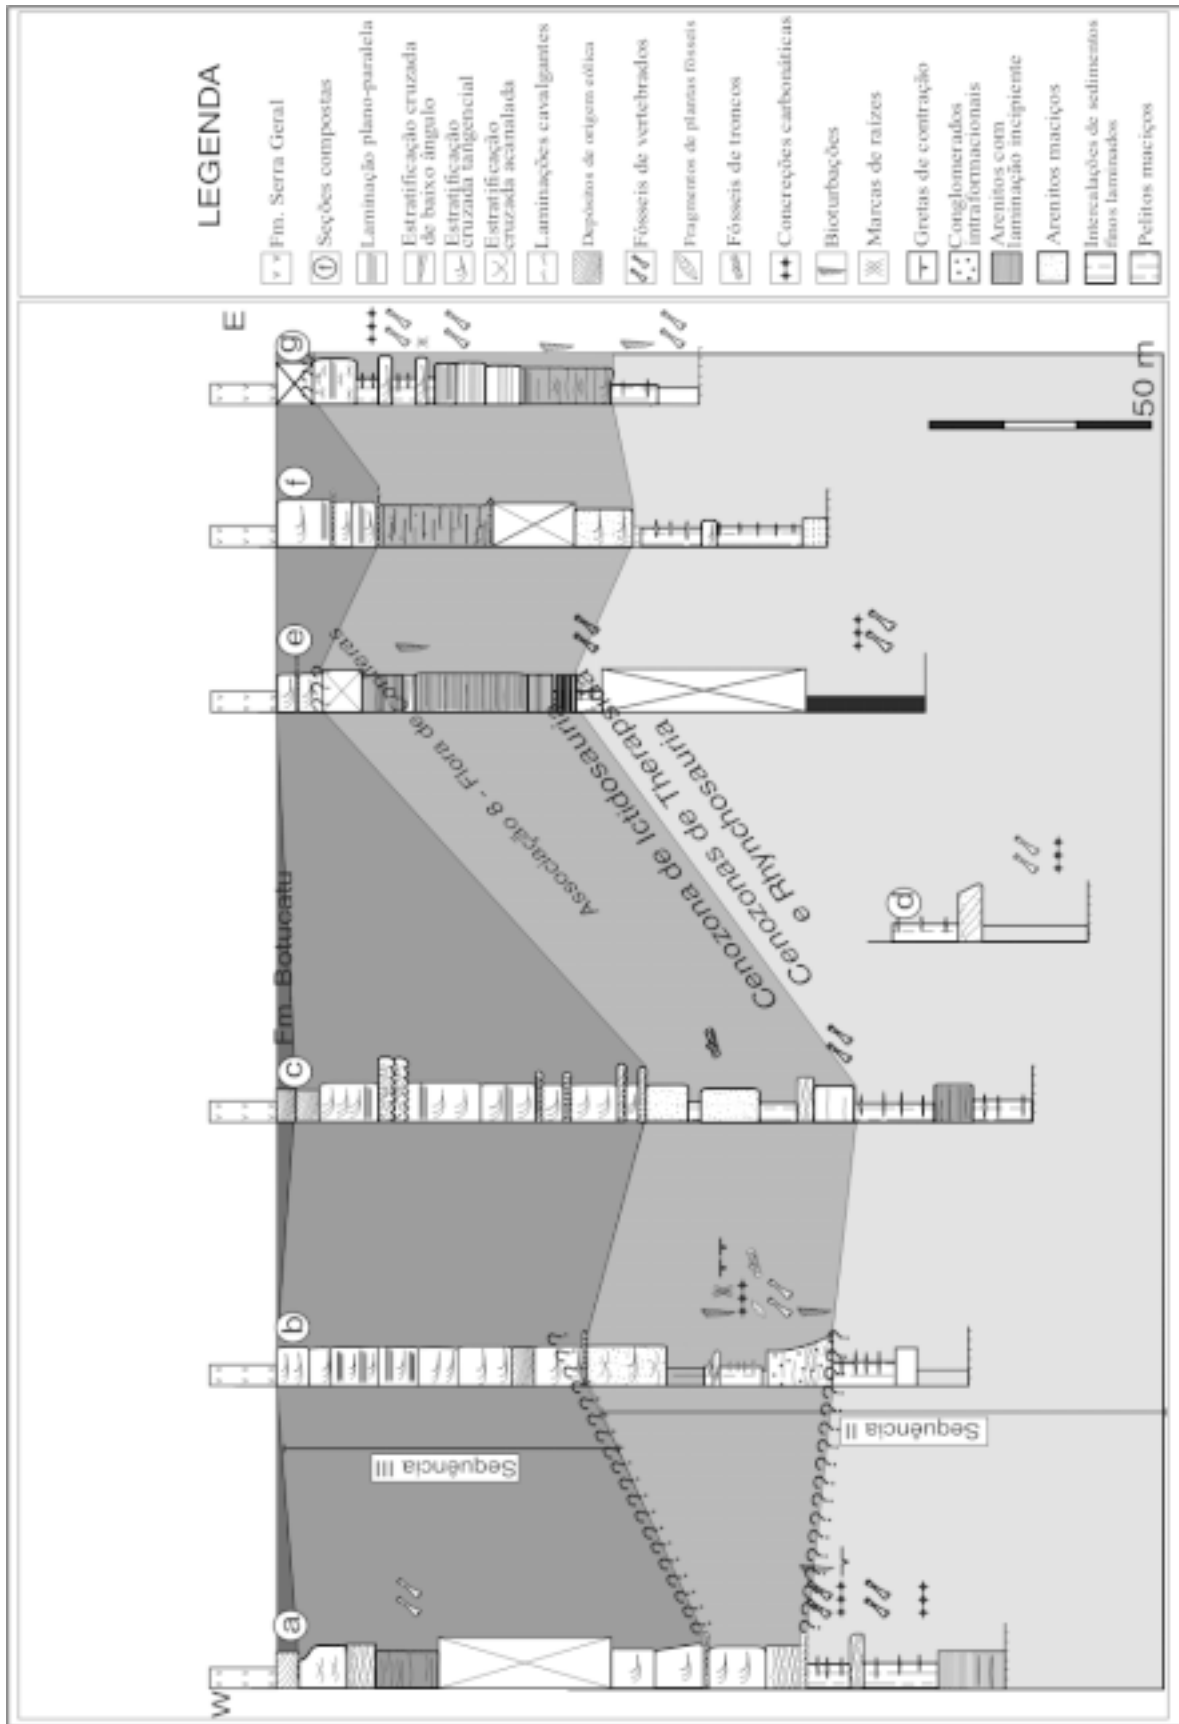 LEGENDA
Fm. Serra Geral
Seções compostas
Laminação plano-paralela
Estratificação cruzada
de baixo ângulo
Estratificação
cruzada tangencial
Estratificação
cruzada acanalada
Laminações cavalgantes
Depósitos de origem eólica
Fósseis de vertebrados
Fragmentos de plantas fósseis
Fósseis de troncos
Concreções carbonáticas
Bioturbações
Marcas de raízes
Gretas de contração
Conglomerados
intraformacionais
Arenitos com
laminação incipiente
Arenitos maciços
Intercalações de sedimentos
finos laminados
Pelitos maciços
W
E
a
b
c
d
e
f
g
Fm. Botucatu
Associação 8 - Flora de Coníferas
Cenozona de Ictidosauria
Cenozonas de Therapsida
e Rhynchosauria
Sequência III
Sequência II
50 m